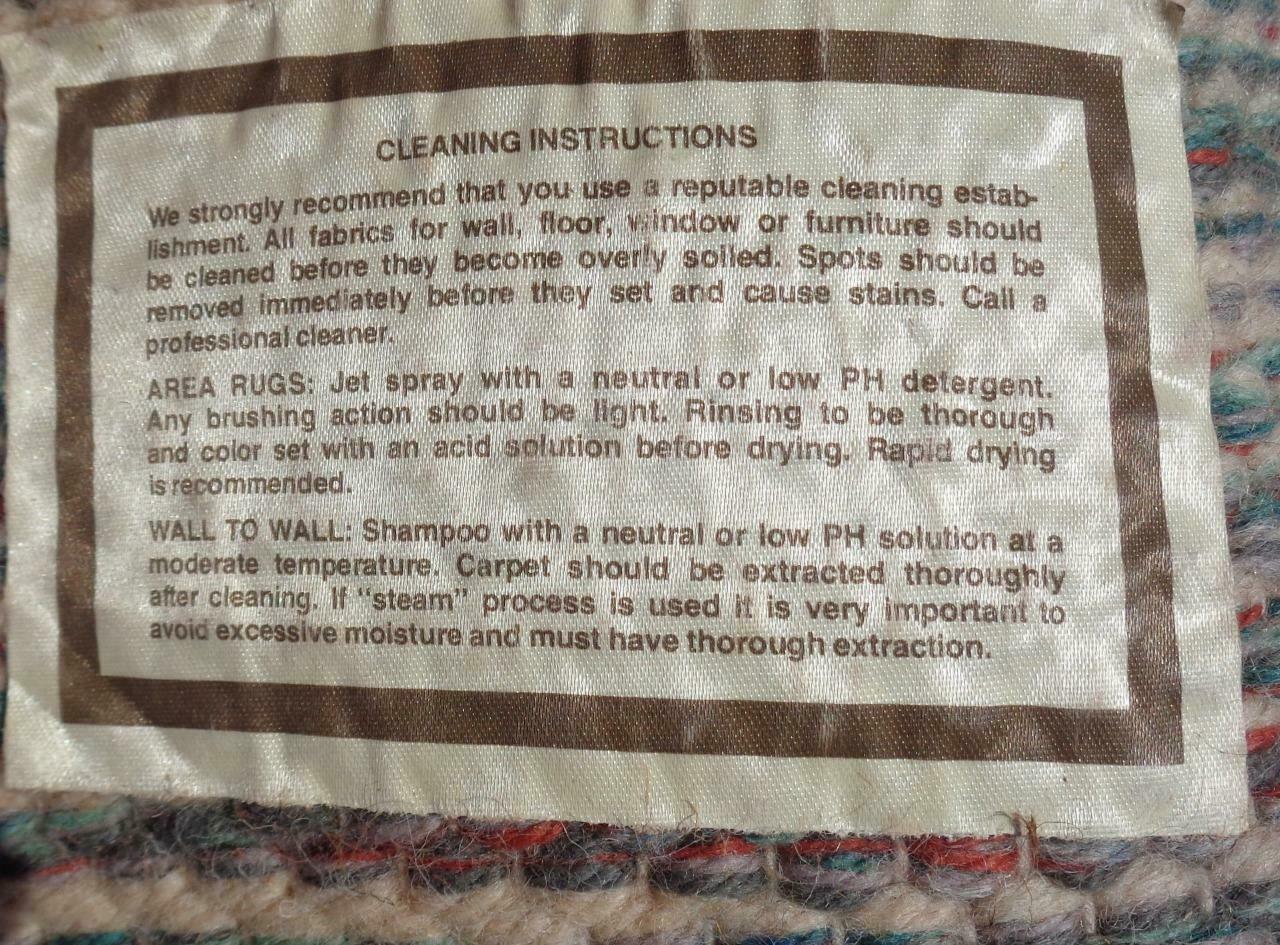 CLEANING INSTRUCTIONS
We strongly recommend that you use a reputable cleaning estab-
lishment. All fabrics for wall, floor, window or furniture should
be cleaned before they become overly soiled. Spots should be
removed immediately before they set and cause stains. Call a
professional cleaner.
AREA RUGS: Jet spray with a neutral or low PH detergent.
Any brushing action should be light. Rinsing to be thorough
and color set with an acid solution before drying. Rapid drying
is recommended.
WALL TO WALL: Shampoo with a neutral or low PH solution at a
moderate temperature. Carpet should be extracted thoroughly
after cleaning. If "steam" process is used it is very important to
avoid excessive moisture and must have thorough extraction.